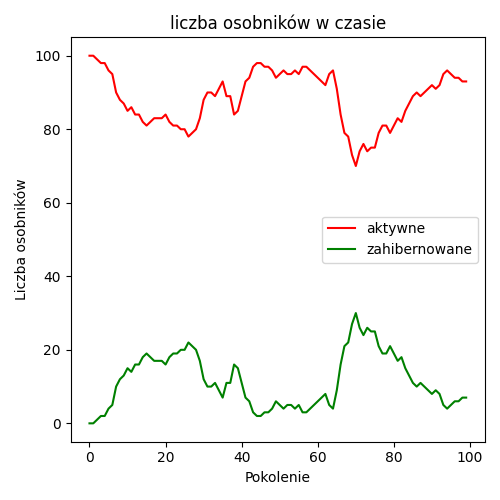 liczba osobników w czasie
Liczba osobników
100
80
60
40
20
0
aktywne
zahibernowane
0 20 40 60 80 100
Pokolenie